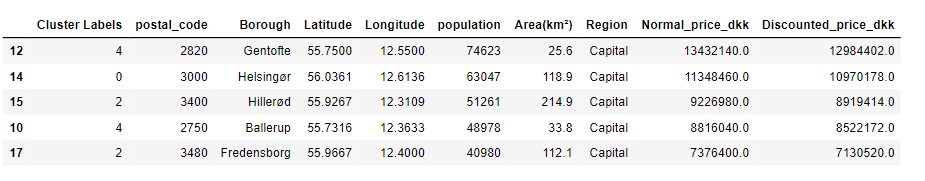 Cluster Labels postal_code Borough Latitude Longitude population Area(km²) Region Normal_price_dkk Discounted_price_dkk
12 4 2820 Gentofte 55.7500 12.5500 74623 25.6 Capital 13432140.0 12984402.0
14 0 3000 Helsingør 56.0361 12.6136 63047 118.9 Capital 11348460.0 10970178.0
15 2 3400 Hillerød 55.9267 12.3109 51261 214.9 Capital 9226980.0 8919414.0
10 4 2750 Ballerup 55.7316 12.3633 48978 33.8 Capital 8816040.0 8522172.0
17 2 3480 Fredensborg 55.9667 12.4000 40980 112.1 Capital 7376400.0 7130520.0